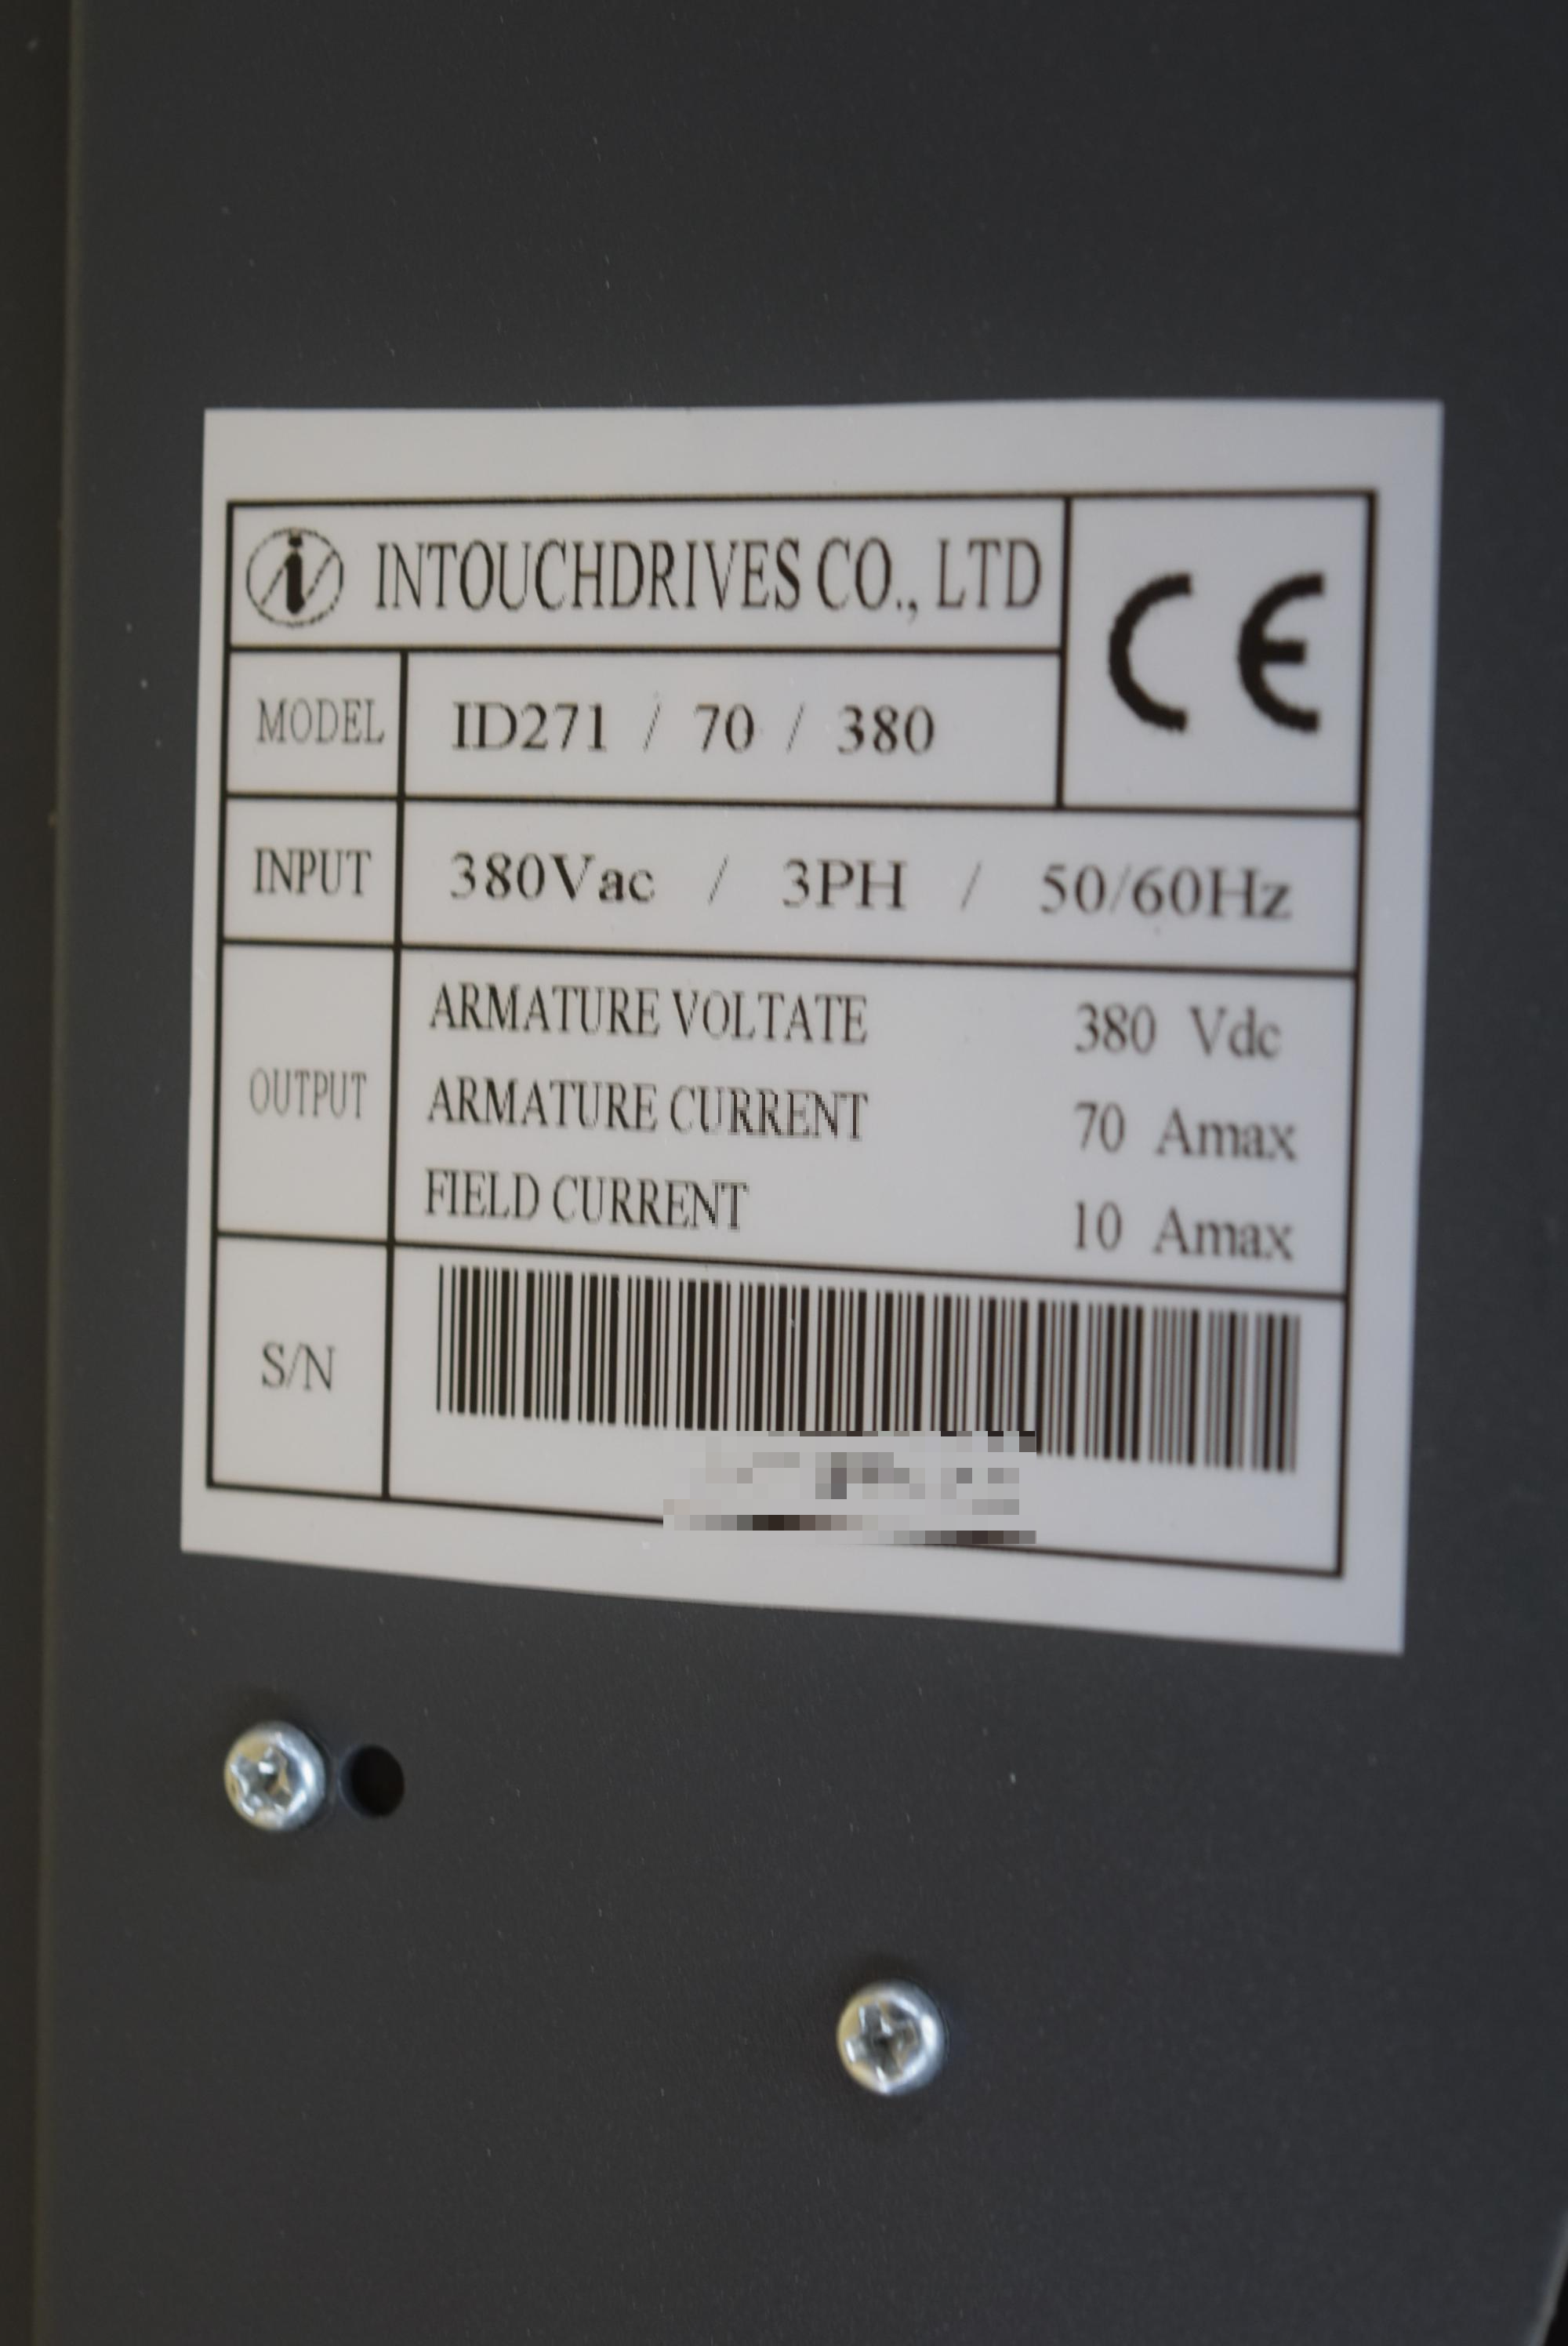 INTOUCHDRIVES CO., LTD
CE
MODEL ID271 / 70 / 380
INPUT 380Vac / 3PH / 50/60Hz
OUTPUT
ARMATURE VOLTATE 380 Vdc
ARMATURE CURRENT 70 Amax
FIELD CURRENT 10 Amax
S/N